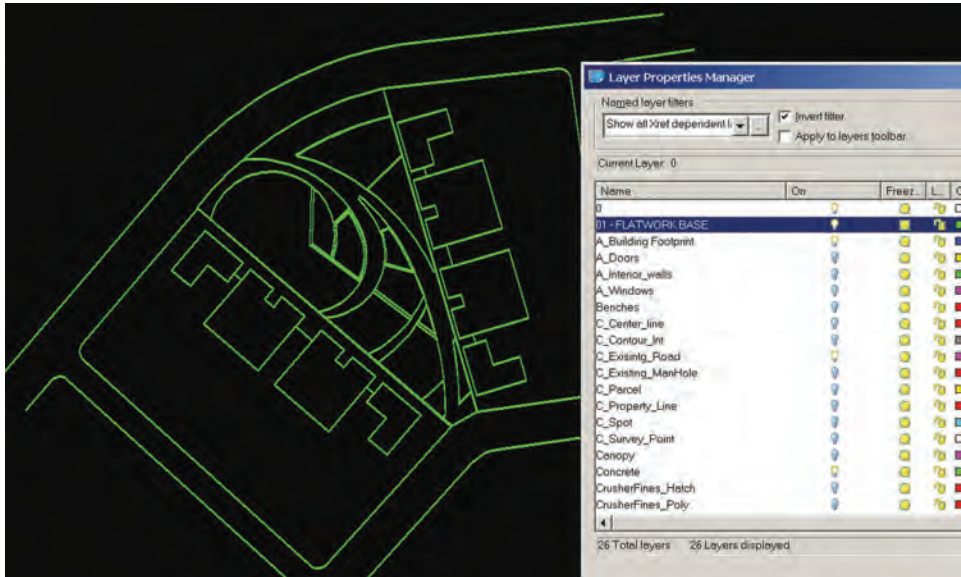 Layer Properties Manager
Named layer filters
Show all Xref dependent l
...
Invert filter
Apply to layers toolbar
Current Layer: 0
Name On Freez... L... C
0
01 - FLATWORK BASE
A_Building Footprint
A_Doors
A_Interior_walls
A_Windows
Benches
C_Center_line
C_Contour_Int
C_Exisintg_Road
C_Existing_ManHole
C_Parcel
C_Property_Line
C_Spot
C_Survey_Point
Canopy
Concrete
CrusherFines_Hatch
CrusherFines_Poly
26 Total layers 26 Layers displayed